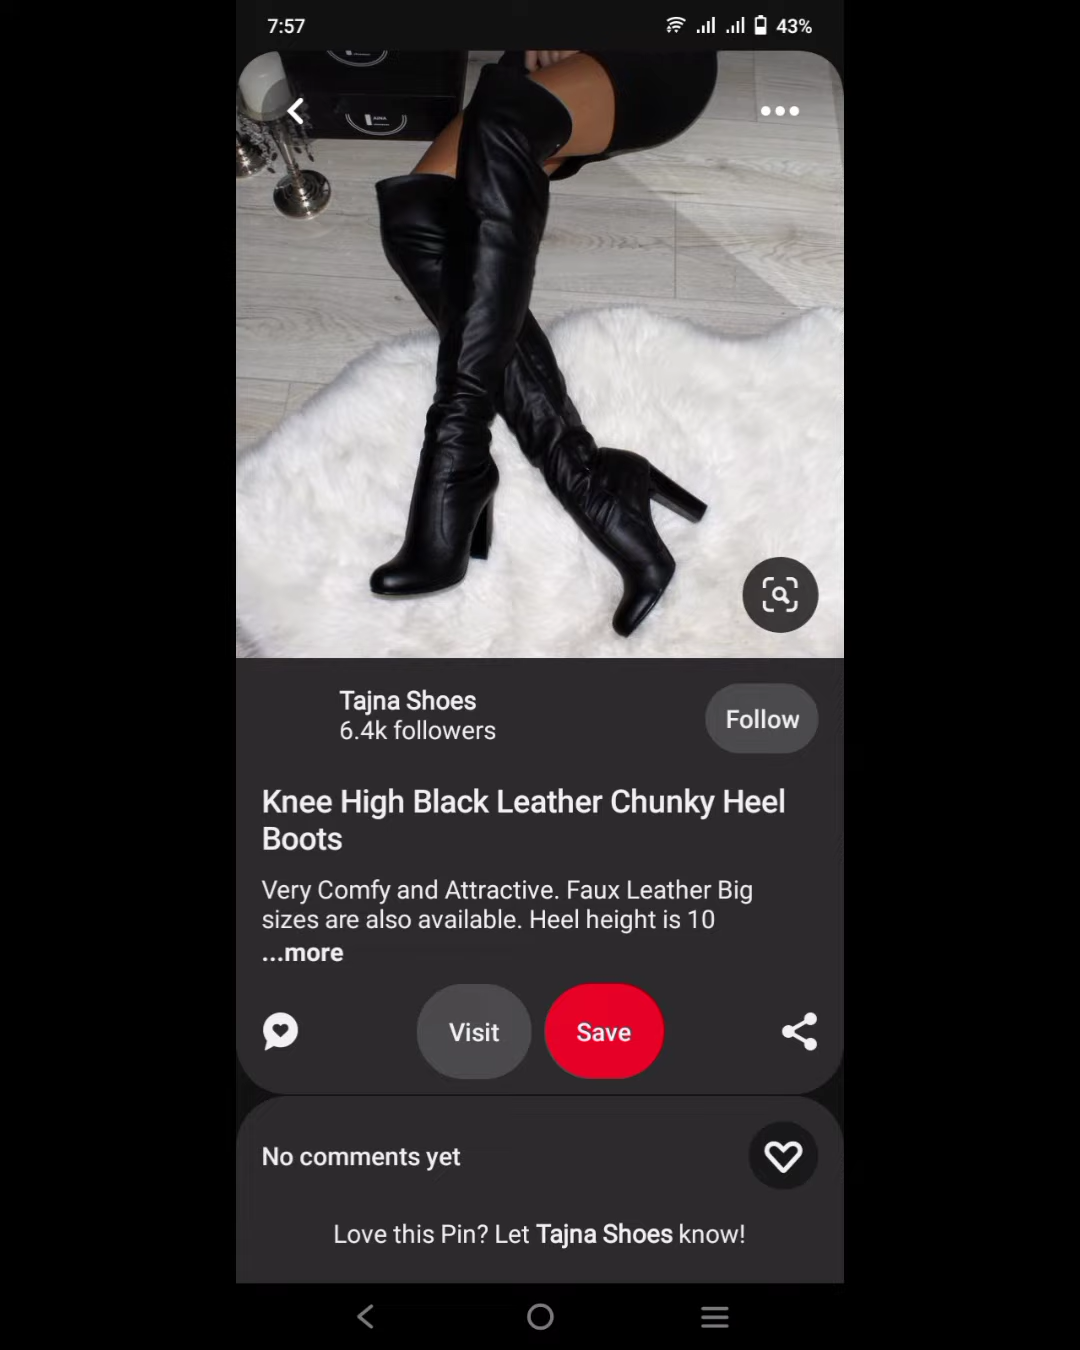 7:57
43%
Tajna Shoes
6.4k followers
Follow
Knee High Black Leather Chunky Heel
Boots
Very Comfy and Attractive. Faux Leather Big
sizes are also available. Heel height is 10
...more
Visit
Save
No comments yet
Love this Pin? Let Tajna Shoes know!